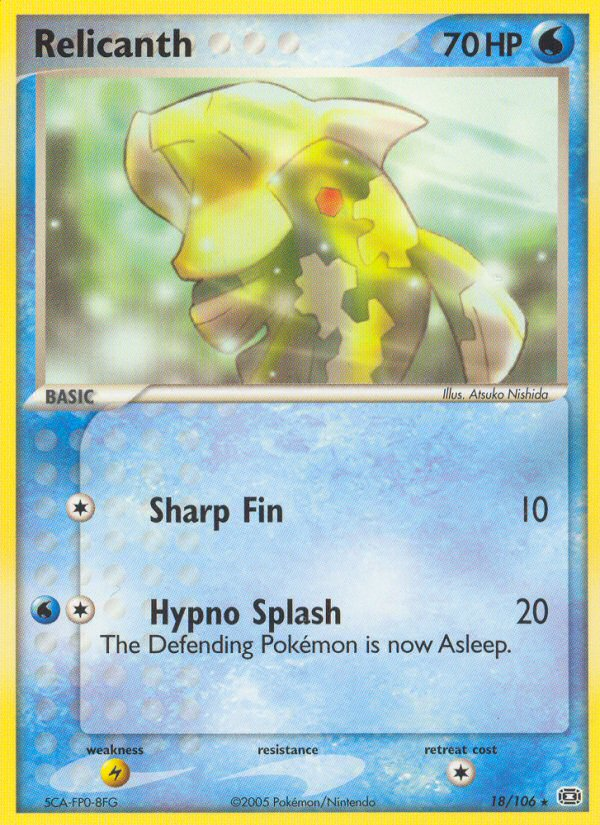 Relicanth 70 HP
BASIC
Illus. Atsuko Nishida
Sharp Fin 10
Hypno Splash 20
The Defending Pokémon is now Asleep.
weakness resistance retreat cost
5CA-FP0-8FG ©2005 Pokémon/Nintendo 18/106 ★